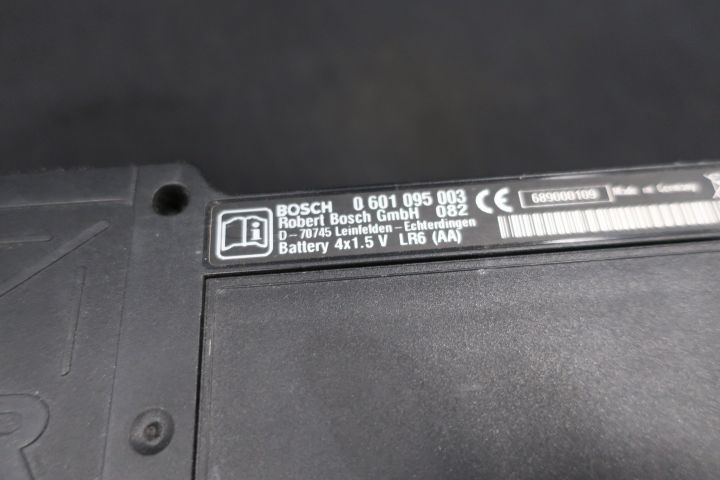 BOSCH 0 601 095 003
Robert Bosch GmbH 082
D-70745 Leinfelden-Echterdingen
Battery 4x1.5 V LR6 (AA)
CE
689000109
Made in Germany
R